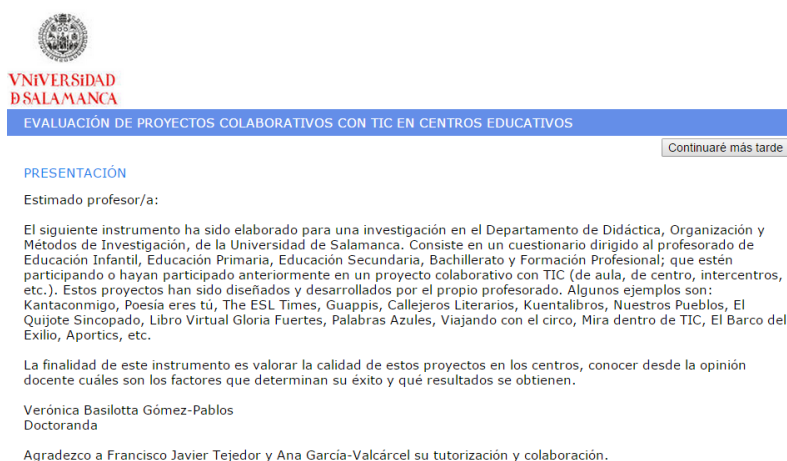 VNiVERSiDAD
D SALAMANCA
EVALUACIÓN DE PROYECTOS COLABORATIVOS CON TIC EN CENTROS EDUCATIVOS
Continuaré más tarde
PRESENTACIÓN
Estimado profesor/a:
El siguiente instrumento ha sido elaborado para una investigación en el Departamento de Didáctica, Organización y
Métodos de Investigación, de la Universidad de Salamanca. Consiste en un cuestionario dirigido al profesorado de
Educación Infantil, Educación Primaria, Educación Secundaria, Bachillerato y Formación Profesional; que estén
participando o hayan participado anteriormente en un proyecto colaborativo con TIC (de aula, de centro, intercentros,
etc.). Estos proyectos han sido diseñados y desarrollados por el propio profesorado. Algunos ejemplos son:
Kantaconmigo, Poesía eres tú, The ESL Times, Guappis, Callejeros Literarios, Kuentalibros, Nuestros Pueblos, El
Quijote Sincopado, Libro Virtual Gloria Fuertes, Palabras Azules, Viajando con el circo, Mira dentro de TIC, El Barco del
Exilio, Aportics, etc.
La finalidad de este instrumento es valorar la calidad de estos proyectos en los centros, conocer desde la opinión
docente cuáles son los factores que determinan su éxito y qué resultados se obtienen.
Verónica Basilotta Gómez-Pablos
Doctoranda
Agradezco a Francisco Javier Tejedor y Ana García-Valcárcel su tutorización y colaboración.